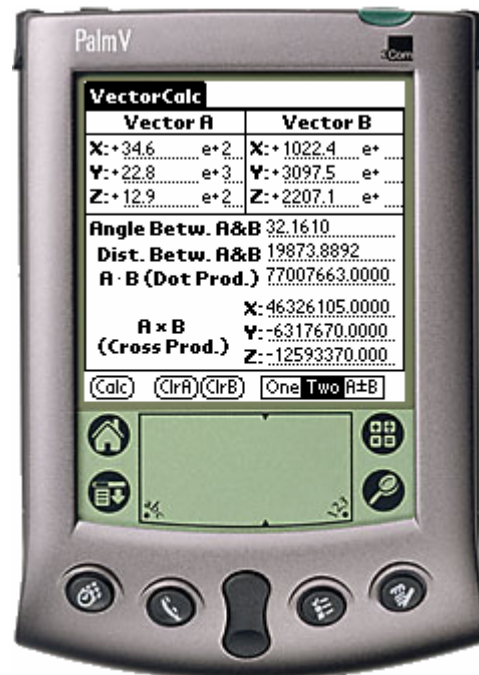 PalmV
3Com
VectorCalc
Vector A Vector B
X:+34.6 e+2 X:+1022.4 e+
Y:+22.8 e+3 Y:+3097.5 e+
Z:+12.9 e+2 Z:+2207.1 e+
Angle Betw. A&B 32.1610
Dist. Betw. A&B 19873.8892
A·B (Dot Prod.) 77007663.0000
A×B
(Cross Prod.)
X:46326105.0000
Y:-6317670.0000
Z:-12593370.000
Calc ClrA ClrB One Two A±B